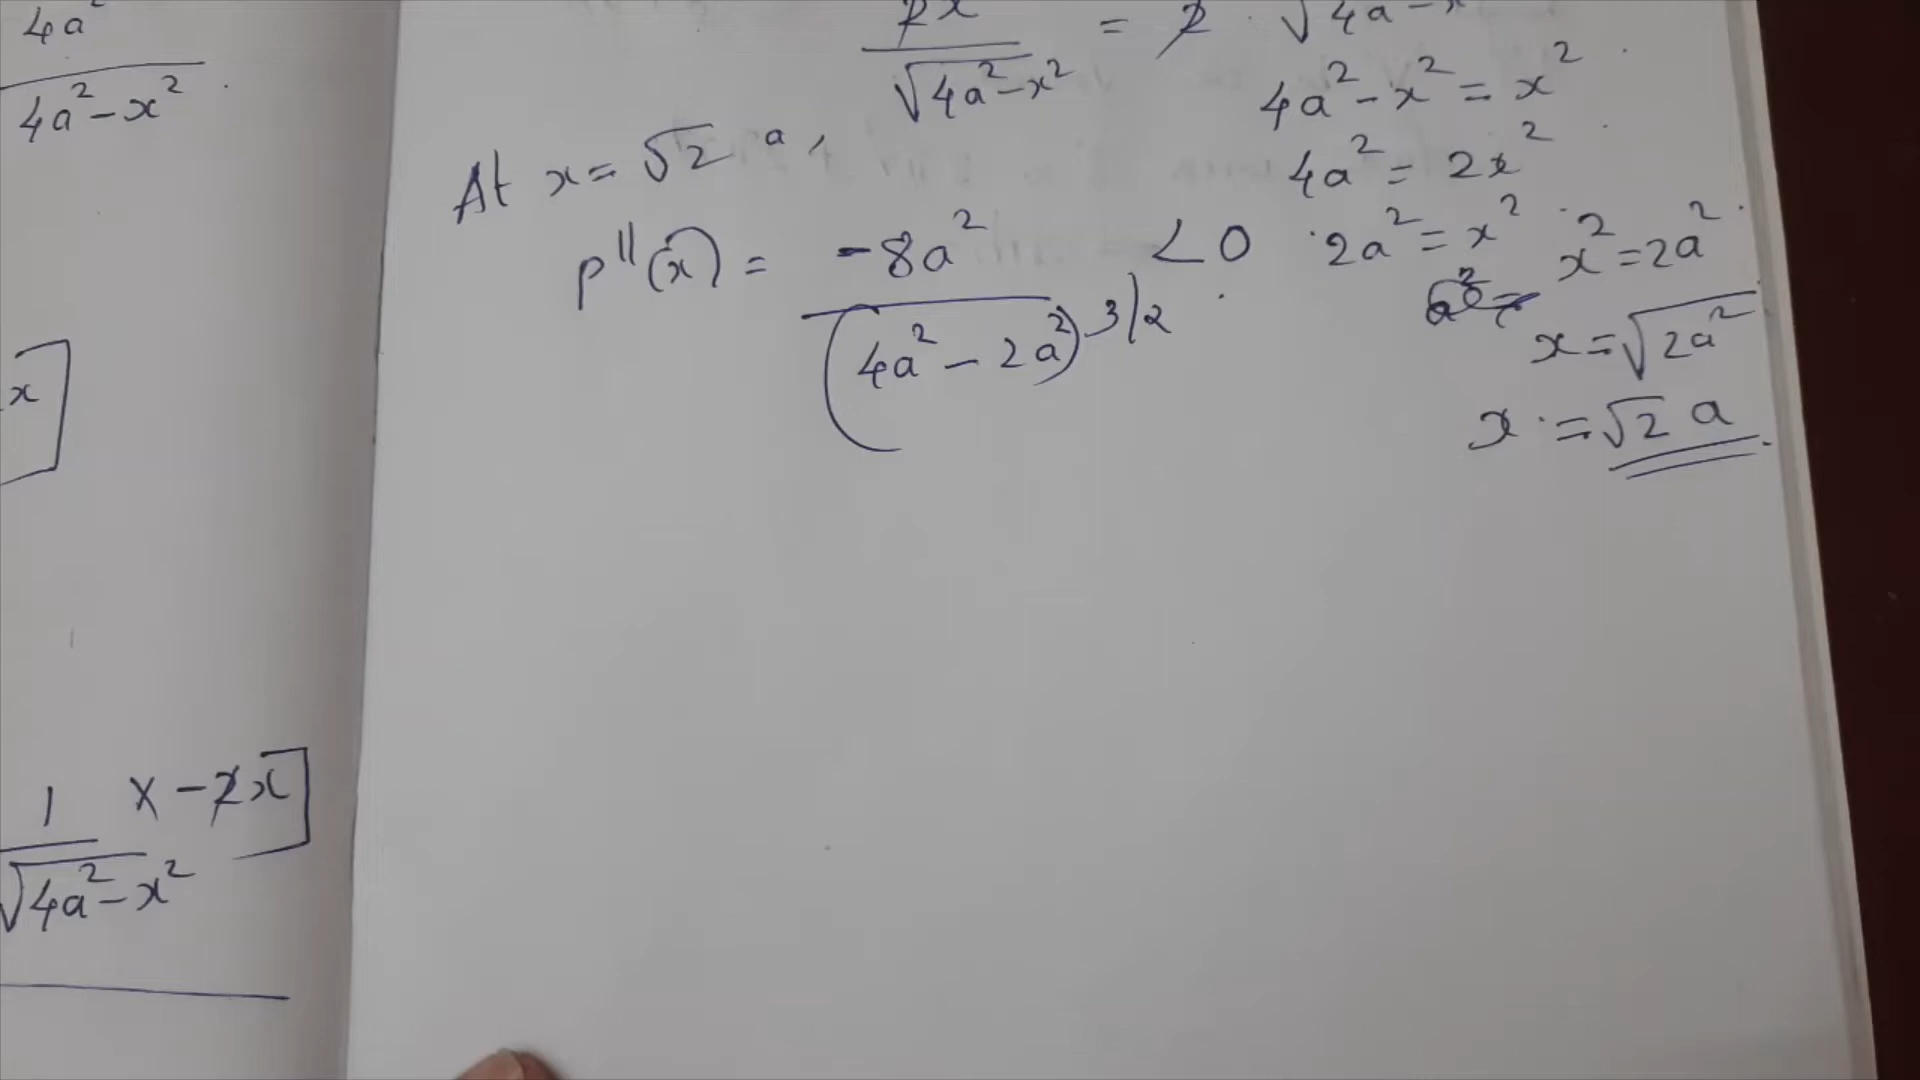 4a²
4a² - x²
x]
1 × -2x]
√4a² - x²
2x = 2 · √4a² - x
√4a² - x²
4a² - x² = x²
4a² = 2x²
2a² = x²
x² = 2a²
x = √2a²
x = √2 a
At x = √2 a,
p"(x) = -8a² < 0
(4a² - 2a²)^3/2